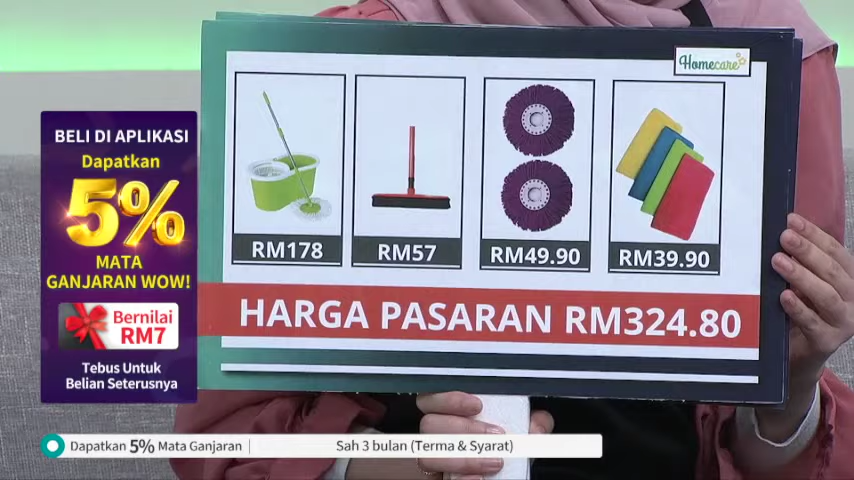 Homecare
RM178
RM57
RM49.90
RM39.90
HARGA PASARAN RM324.80
BELI DI APLIKASI
Dapatkan
5%
MATA
GANJARAN WOW!
Bernilai
RM7
Tebus Untuk
Belian Seterusnya
Dapatkan 5% Mata Ganjaran
Sah 3 bulan (Terma & Syarat)